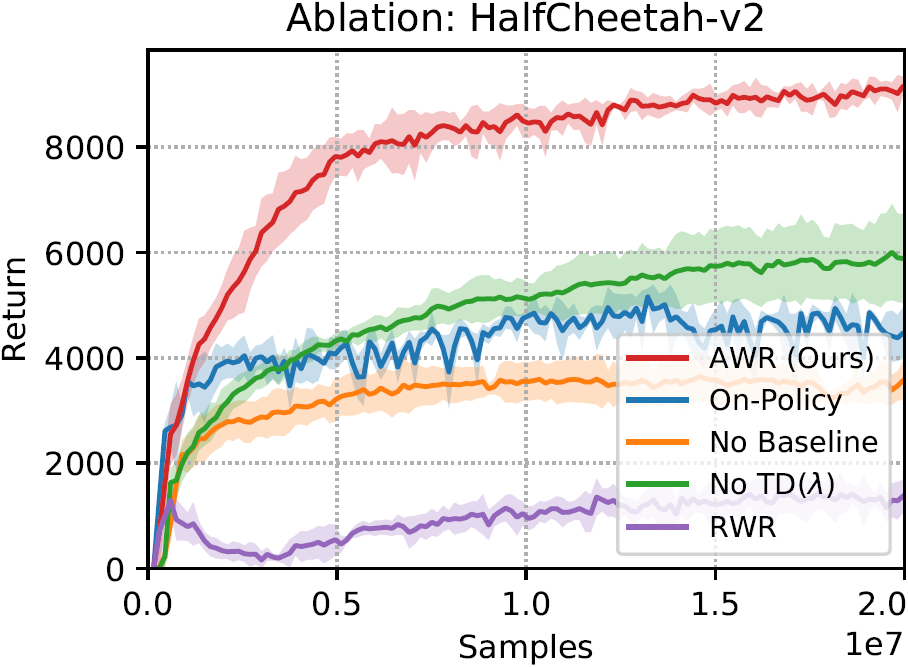 Ablation: HalfCheetah-v2
Return
8000
6000
4000
2000
0
AWR (Ours)
On-Policy
No Baseline
No TD(λ)
RWR
0.0 0.5 1.0 1.5 2.0
1e7
Samples